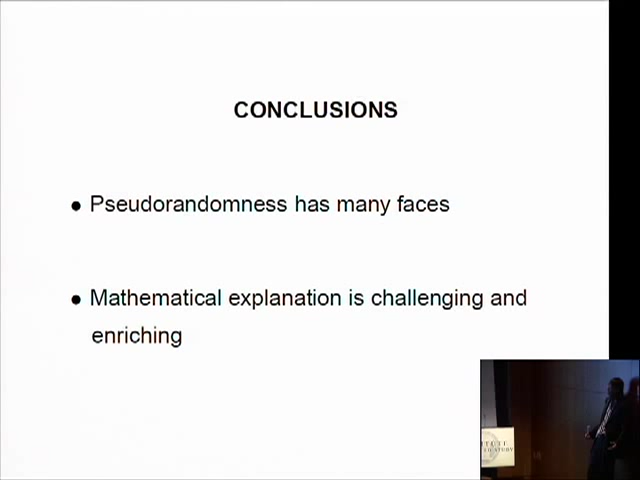 CONCLUSIONS
● Pseudorandomness has many faces
● Mathematical explanation is challenging and
enriching